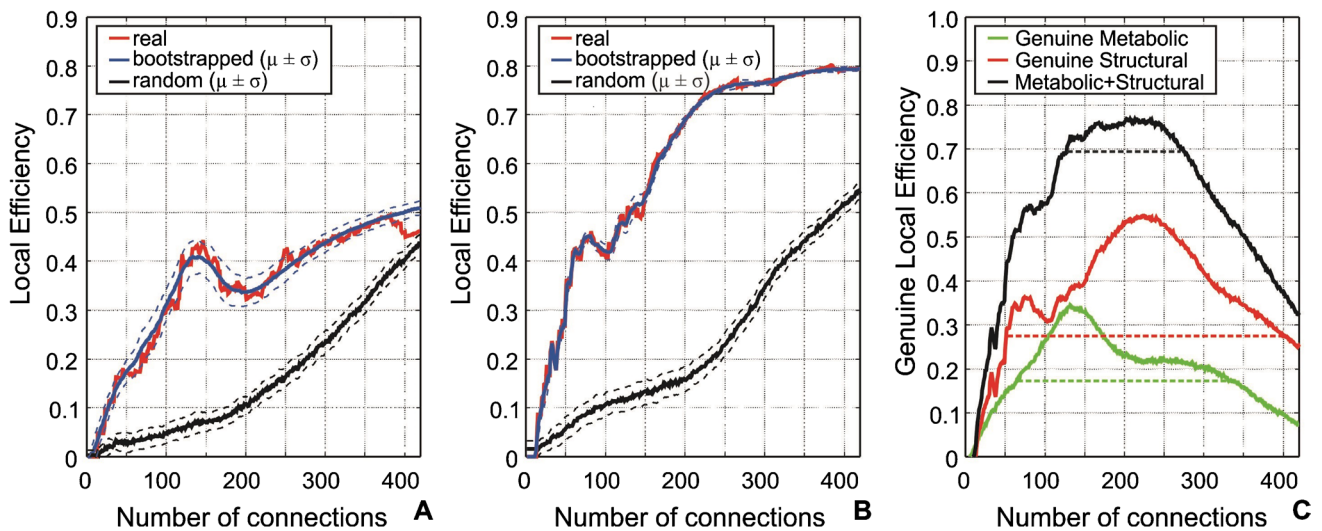 real
bootstrapped (μ ± σ)
random (μ ± σ)
0.9
0.8
0.7
0.6
0.5
0.4
0.3
0.2
0.1
0
Local Efficiency
0 100 200 300 400
Number of connections
A
real
bootstrapped (μ ± σ)
random (μ ± σ)
0.9
0.8
0.7
0.6
0.5
0.4
0.3
0.2
0.1
0
Local Efficiency
0 100 200 300 400
Number of connections
B
Genuine Metabolic
Genuine Structural
Metabolic+Structural
1.0
0.9
0.8
0.7
0.6
0.5
0.4
0.3
0.2
0.1
0
Genuine Local Efficiency
0 100 200 300 400
Number of connections
C